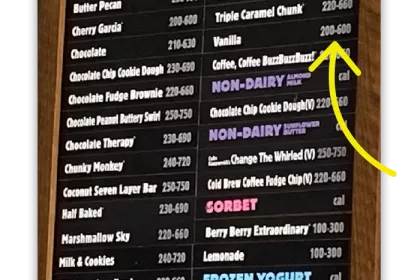 Butter Pecan
Cherry Garcia® 200-600
Chocolate 210-630
Chocolate Chip Cookie Dough 230-690
Chocolate Fudge Brownie 220-660
Chocolate Peanut Buttery Swirl 250-750
Chocolate Therapy® 230-690
Chunky Monkey® 240-720
Coconut Seven Layer Bar 250-750
Half Baked® 230-690
Marshmallow Sky 220-660
Milk & Cookies 240-720
Triple Caramel Chunk® 220-660
Vanilla 200-600
Coffee, Coffee BuzzBuzzBuzz!®
NON-DAIRY ALMOND MILK cal
Chocolate Chip Cookie Dough(V) 220-660
NON-DAIRY SUNFLOWER BUTTER cal
Change The Whirled (V) 250-750
Cold Brew Coffee Fudge Chip(V) 220-660
SORBET cal
Berry Berry Extraordinary® 100-300
Lemonade 100-300
FROZEN YOGURT cal